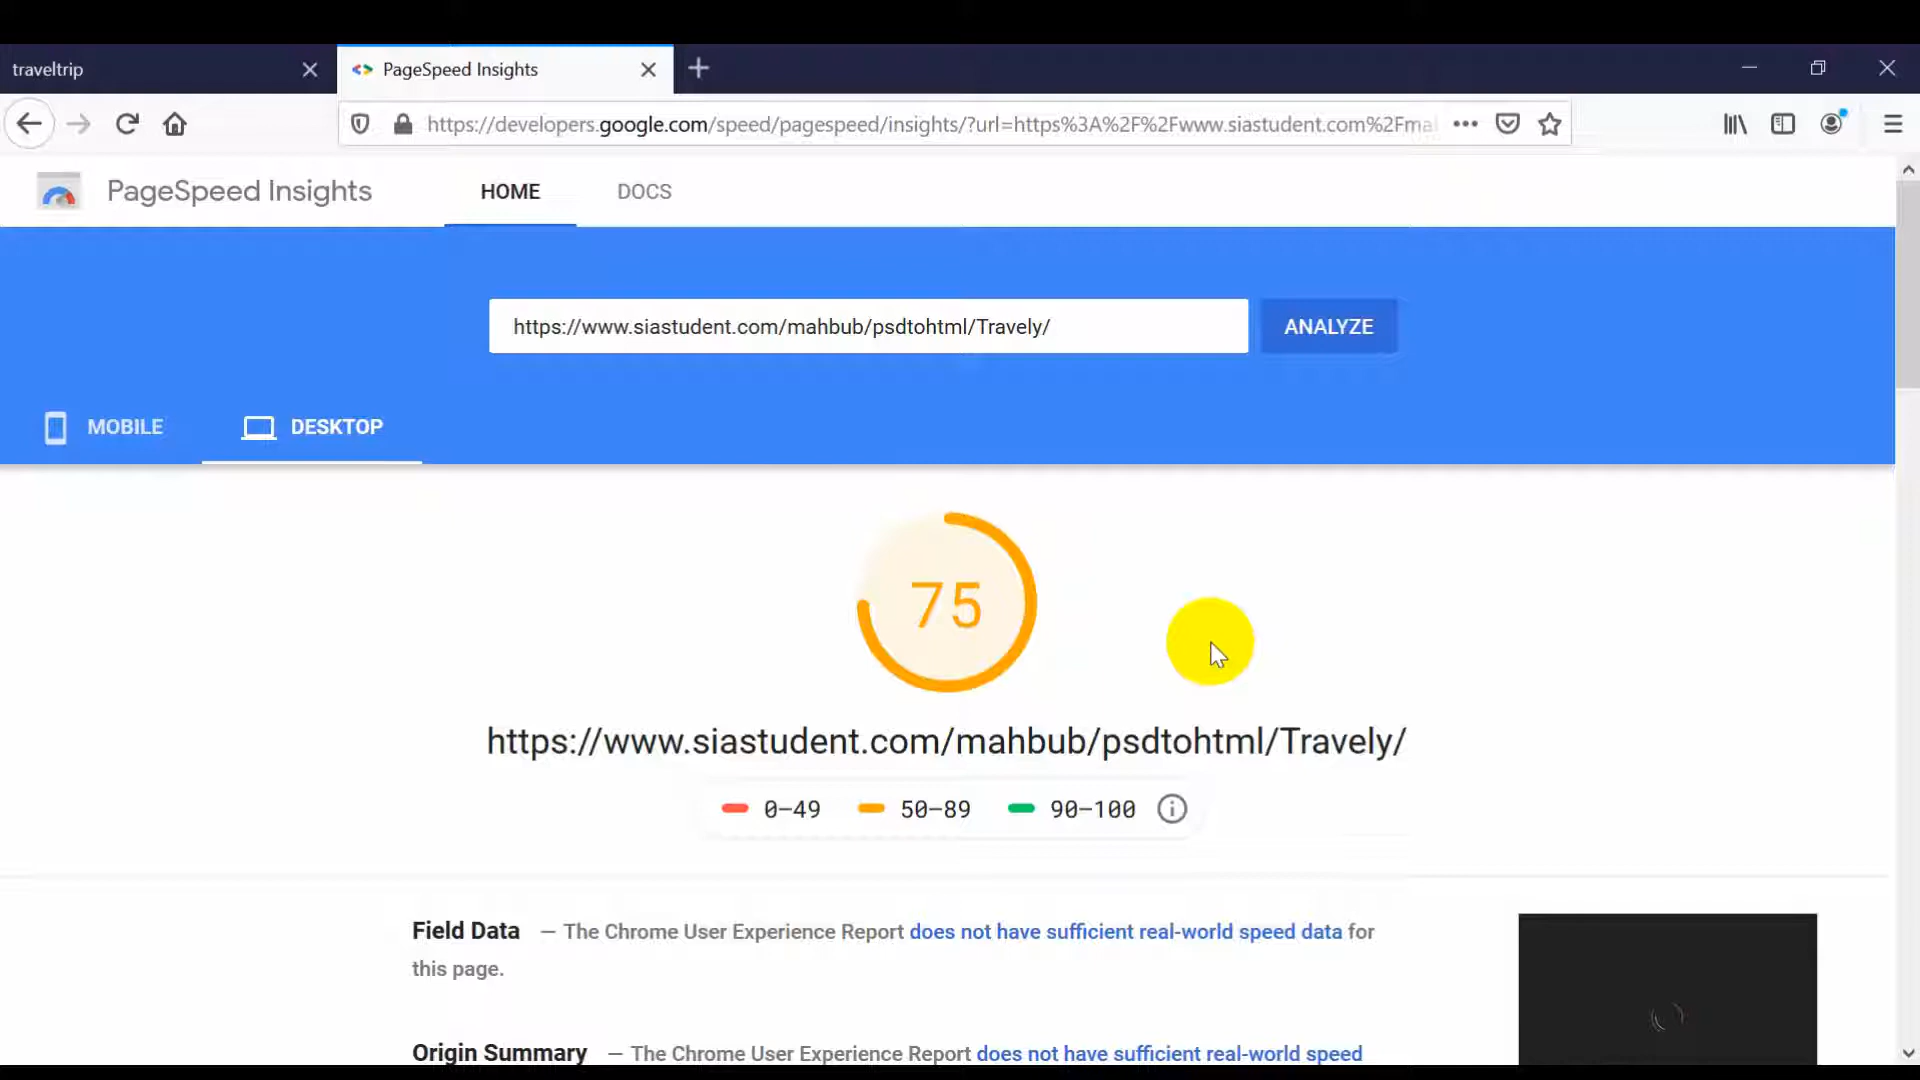 traveltrip
PageSpeed Insights
https://developers.google.com/speed/pagespeed/insights/?url=https%3A%2F%2Fwww.siastudent.com%2Fmal
PageSpeed Insights
HOME
DOCS
https://www.siastudent.com/mahbub/psdtohtml/Travely/
ANALYZE
MOBILE
DESKTOP
75
https://www.siastudent.com/mahbub/psdtohtml/Travely/
0–49
50–89
90–100
Field Data — The Chrome User Experience Report does not have sufficient real-world speed data for
this page.
Origin Summary — The Chrome User Experience Report does not have sufficient real-world speed